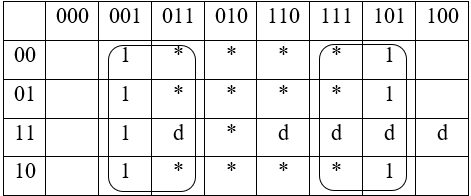 000 001 011 010 110 111 101 100
00 1 * * * * 1
01 1 * * * * 1
11 1 d * d d d d
10 1 * * * * 1